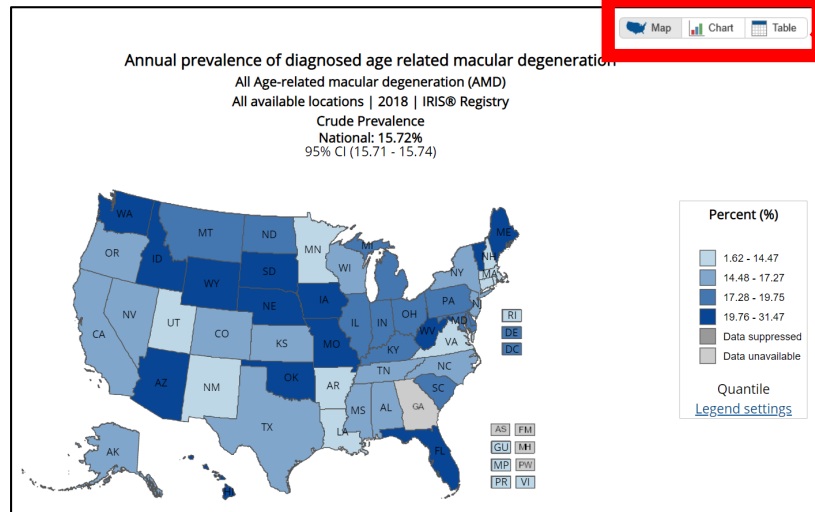 Map Chart Table
Annual prevalence of diagnosed age related macular degeneration
All Age-related macular degeneration (AMD)
All available locations | 2018 | IRIS® Registry
Crude Prevalence
National: 15.72%
95% CI (15.71 - 15.74)
WA
MT
ND
MN
ME
OR
ID
SD
WI
MI
NY
NH
MA
WY
NE
IA
PA
NJ
NV
UT
CO
IL
IN
OH
MD
WV
VA
CA
KS
MO
KY
NC
TN
AZ
NM
OK
AR
SC
MS
AL
GA
TX
LA
FL
AK
HI
RI
DE
DC
AS FM
GU MH
MP PW
PR VI
Percent (%)
1.62 - 14.47
14.48 - 17.27
17.28 - 19.75
19.76 - 31.47
Data suppressed
Data unavailable
Quantile
Legend settings